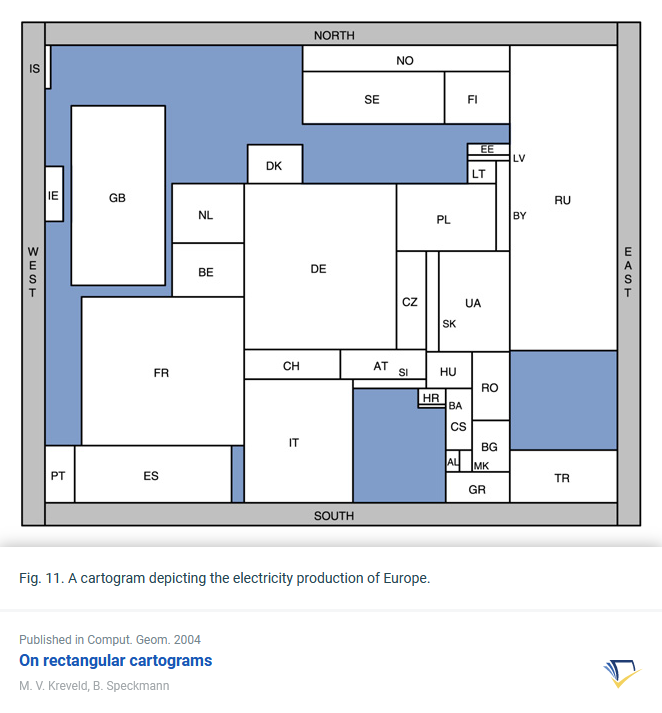 NORTH
IS
NO
SE
FI
EE
LV
DK
LT
IE
GB
RU
NL
PL
BY
WEST
EAST
BE
DE
CZ
UA
SK
FR
CH
AT
SI
HU
RO
HR
BA
CS
IT
BG
AL
MK
PT
ES
TR
GR
SOUTH
Fig. 11. A cartogram depicting the electricity production of Europe.
Published in Comput. Geom. 2004
On rectangular cartograms
M. V. Kreveld, B. Speckmann